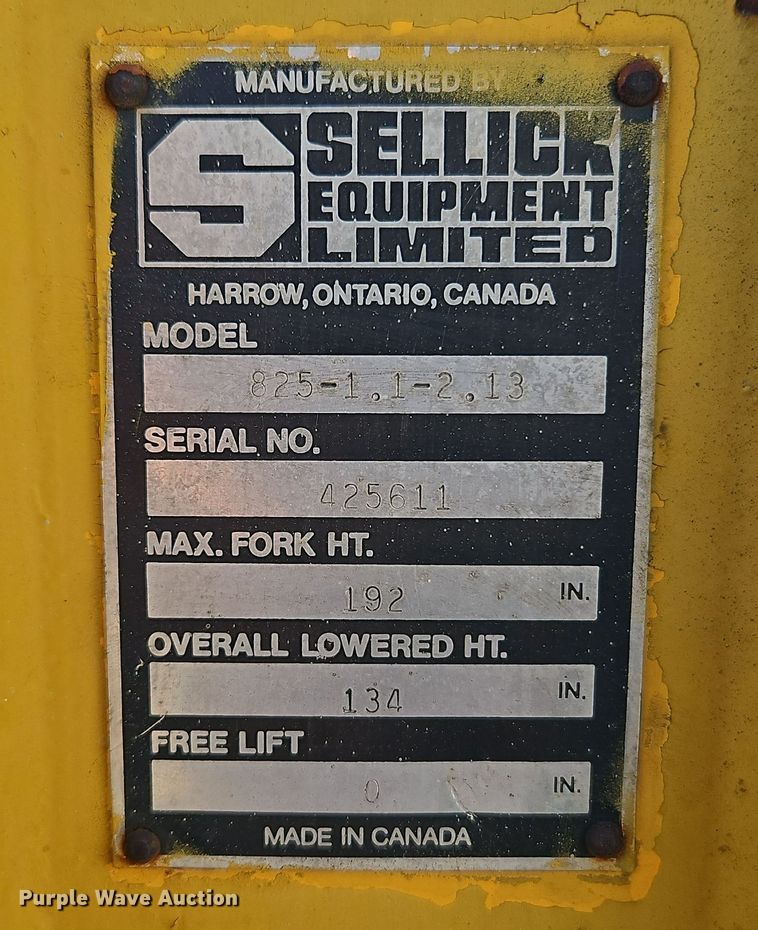 MANUFACTURED BY
S
SELLICK
EQUIPMENT
LIMITED
HARROW, ONTARIO, CANADA
MODEL
825-1.1-2.13
SERIAL NO.
425611
MAX. FORK HT.
192 IN.
OVERALL LOWERED HT.
134 IN.
FREE LIFT
0 IN.
MADE IN CANADA
Purple Wave Auction